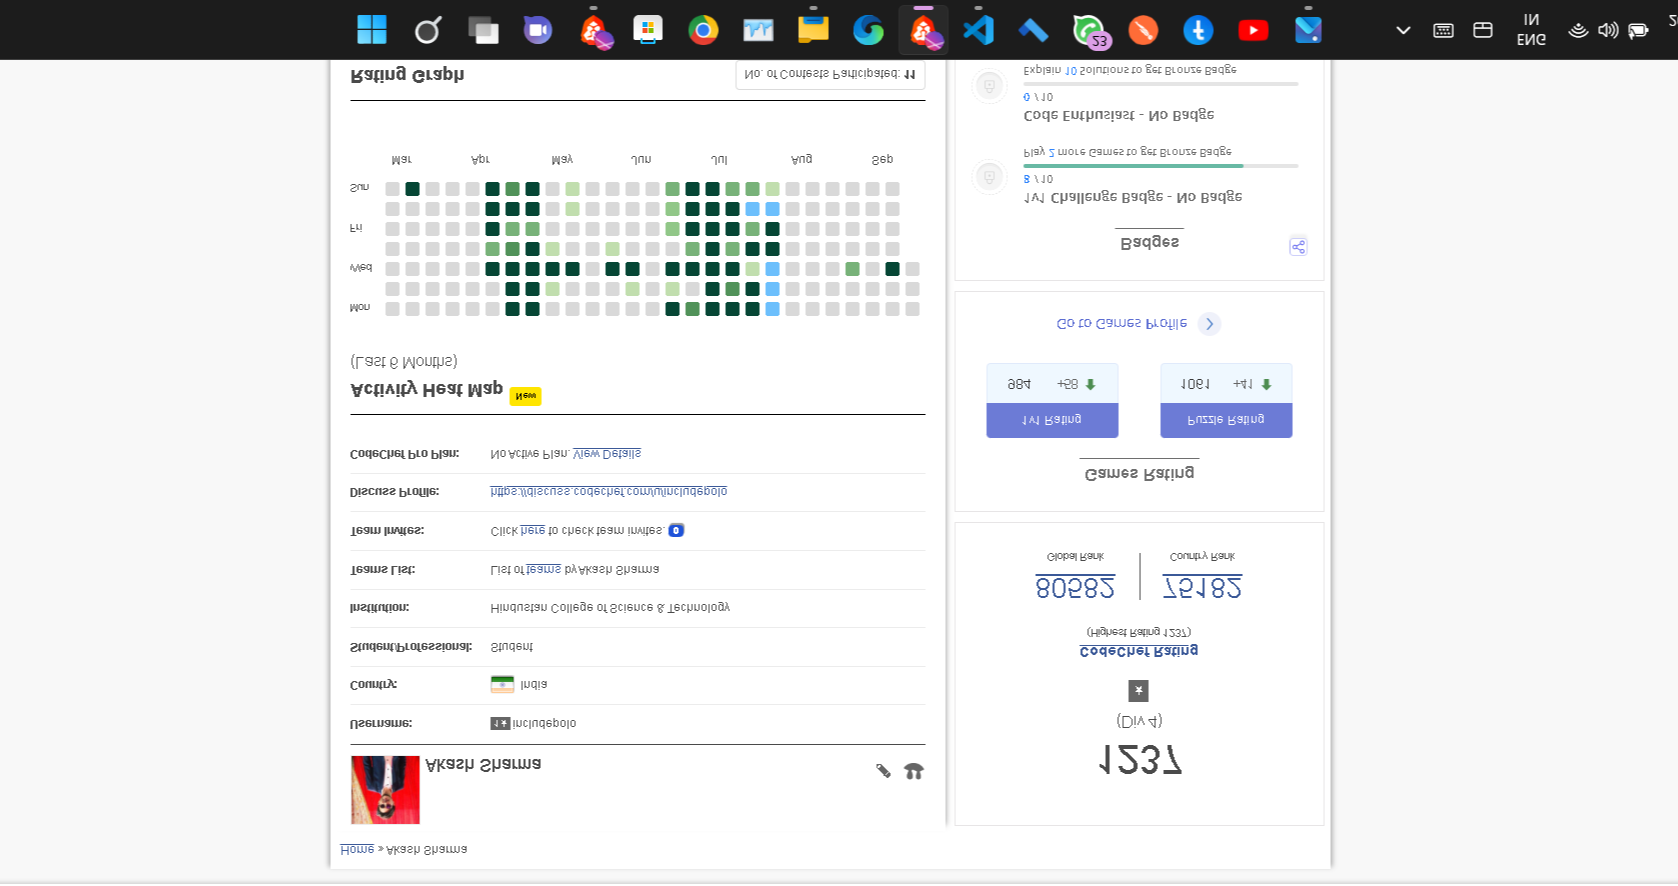 Home » Akash Sharma
Akash Sharma
Username: 1★ includepolo
Country: India
Student/Professional: Student
Institution: Hindustan College of Science & Technology
Teams List: List of teams by Akash Sharma
Team Invites: Click here to check team invites. 0
Discuss Profile: https://discuss.codechef.com/u/includepolo
CodeChef Pro Plan: No Active Plan. View Details
Activity Heat Map New
(Last 6 Months)
Mon
Wed
Fri
Sun
Mar Apr May Jun Jul Aug Sep
Rating Graph
No. of Contests Participated: 11
1237
(Div 4)
★
CodeChef Rating
(Highest Rating 1237)
80582 75182
Global Rank Country Rank
Games Rating
1v1 Rating Puzzle Rating
984 +58 1061 +41
Go to Games Profile
Badges
1v1 Challenge Badge - No Badge
8 / 10
Play 2 more Games to get Bronze Badge
Code Enthusiast - No Badge
0 / 10
Explain 10 Solutions to get Bronze Badge
23
ENG
IN